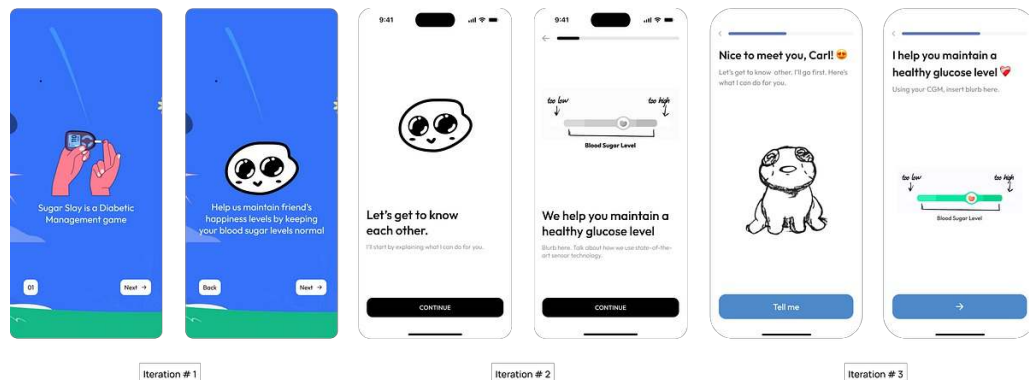 Sugar Slay is a Diabetic
Management game
01
Next →
Help us maintain friend's
happiness levels by keeping
your blood sugar levels normal
Back
Next →
9:41
Let's get to know
each other.
I'll start by explaining what I can do for you.
CONTINUE
9:41
too low
too high
Blood Sugar Level
We help you maintain a
healthy glucose level
Blurb here. Talk about how we use state-of-the-
art sensor technology.
CONTINUE
Nice to meet you, Carl! 😍
Let's get to know other. I'll go first. Here's
what I can do for you.
Tell me
I help you maintain a
healthy glucose level ❤️‍🩹
Using your CGM, insert blurb here.
too low
too high
Blood Sugar Level
→
Iteration # 1
Iteration # 2
Iteration # 3